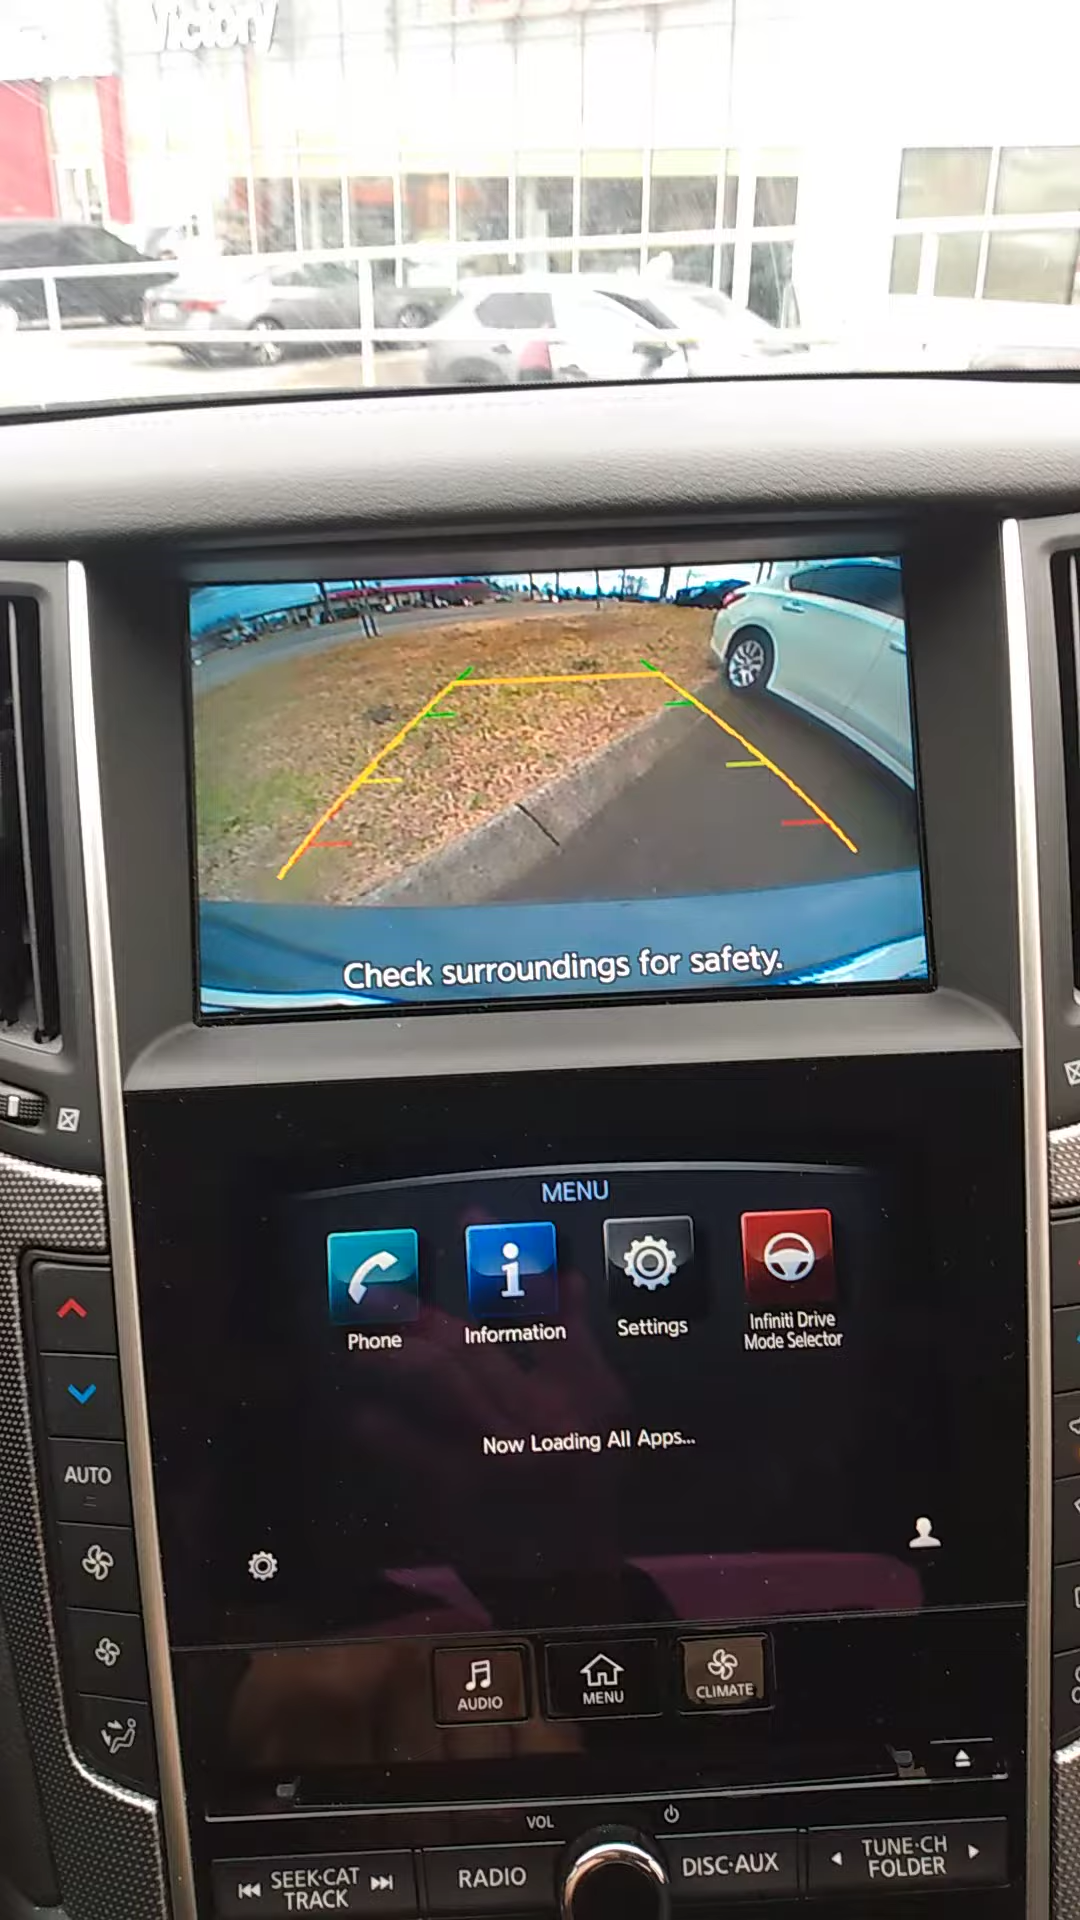 Victory
Check surroundings for safety.
MENU
Phone
Information
Settings
Infiniti Drive
Mode Selector
Now Loading All Apps...
AUTO
AUDIO
MENU
CLIMATE
VOL
SEEK·CAT
TRACK
RADIO
DISC·AUX
TUNE·CH
FOLDER